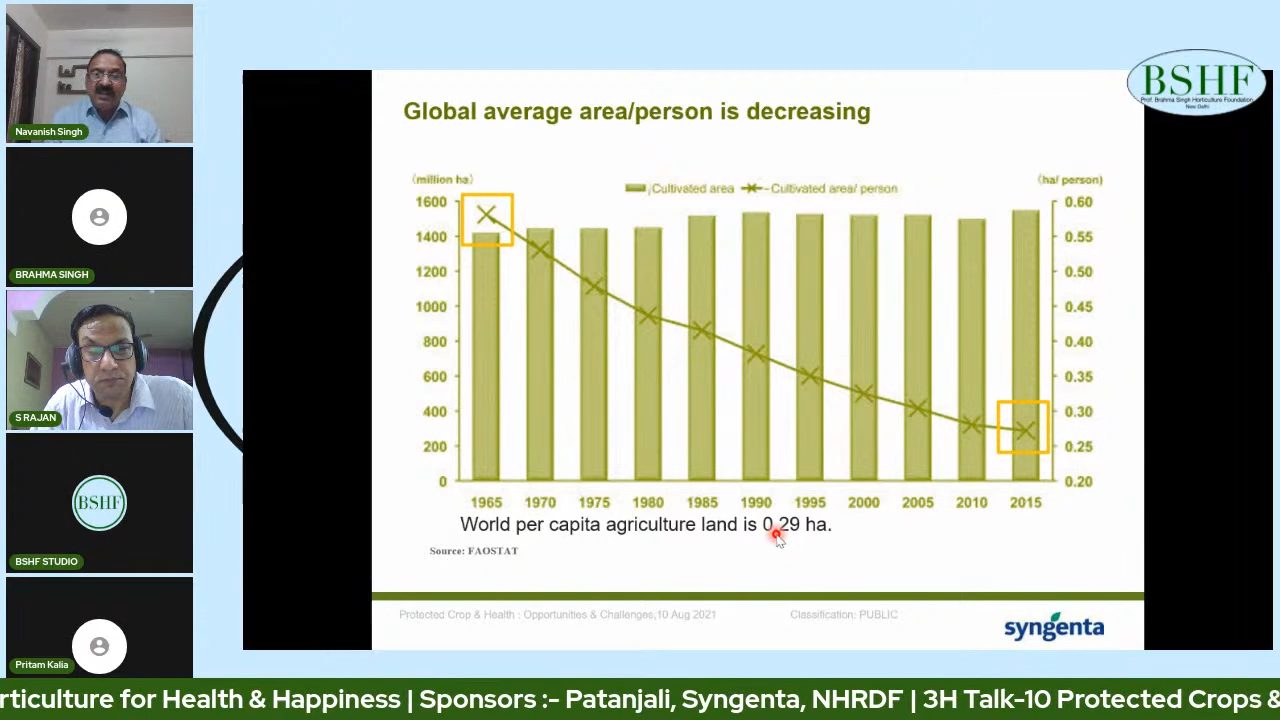 Navanish Singh
BRAHMA SINGH
S RAJAN
BSHF
BSHF STUDIO
Pritam Kalia
BSHF
Prof. Brahma Singh Horticulture Foundation
New Delhi
Global average area/person is decreasing
(million ha)
Cultivated area
Cultivated area/ person
(ha/ person)
1600
1400
1200
1000
800
600
400
200
0
0.60
0.55
0.50
0.45
0.40
0.35
0.30
0.25
0.20
1965 1970 1975 1980 1985 1990 1995 2000 2005 2010 2015
World per capita agriculture land is 0.29 ha.
Source: FAOSTAT
Protected Crop & Health : Opportunities & Challenges,10 Aug 2021
Classification: PUBLIC
syngenta
rticulture for Health & Happiness | Sponsors :- Patanjali, Syngenta, NHRDF | 3H Talk-10 Protected Crops &